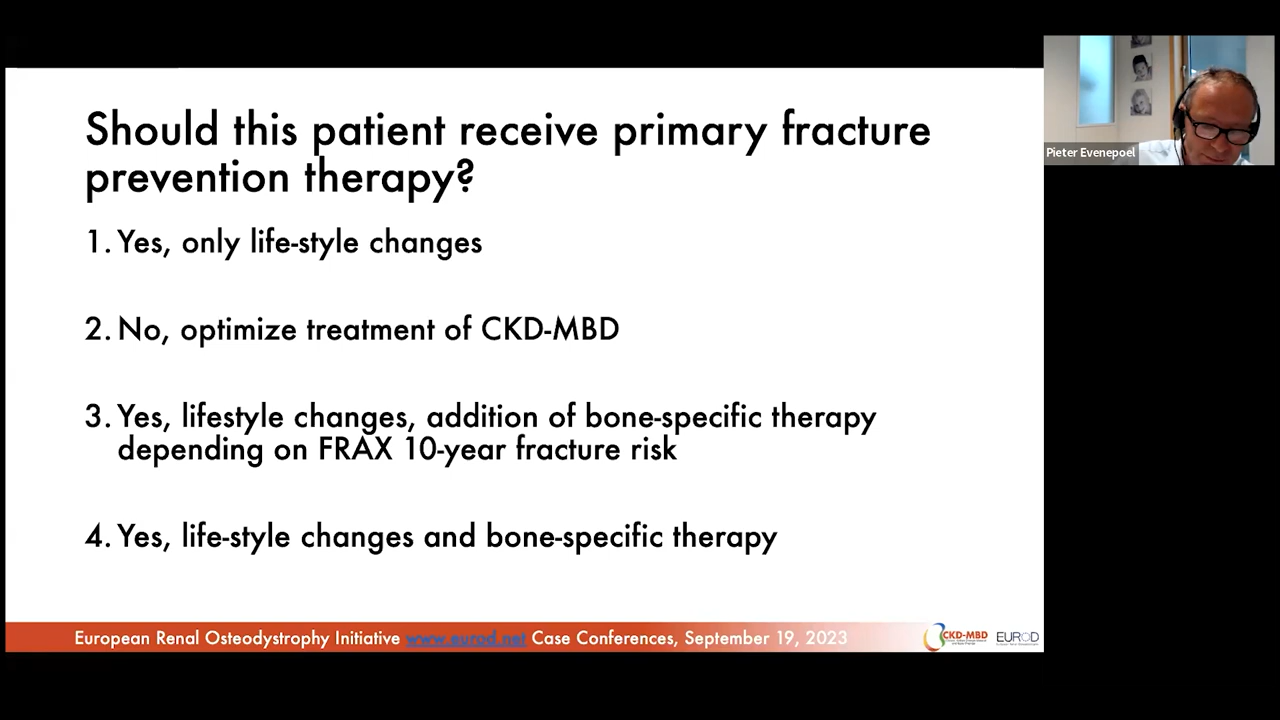 Should this patient receive primary fracture
prevention therapy?
1. Yes, only life-style changes
2. No, optimize treatment of CKD-MBD
3. Yes, lifestyle changes, addition of bone-specific therapy
depending on FRAX 10-year fracture risk
4. Yes, life-style changes and bone-specific therapy
European Renal Osteodystrophy Initiative www.eurod.net Case Conferences, September 19, 2023
CKD-MBD
EUROD
Pieter Evenepoel